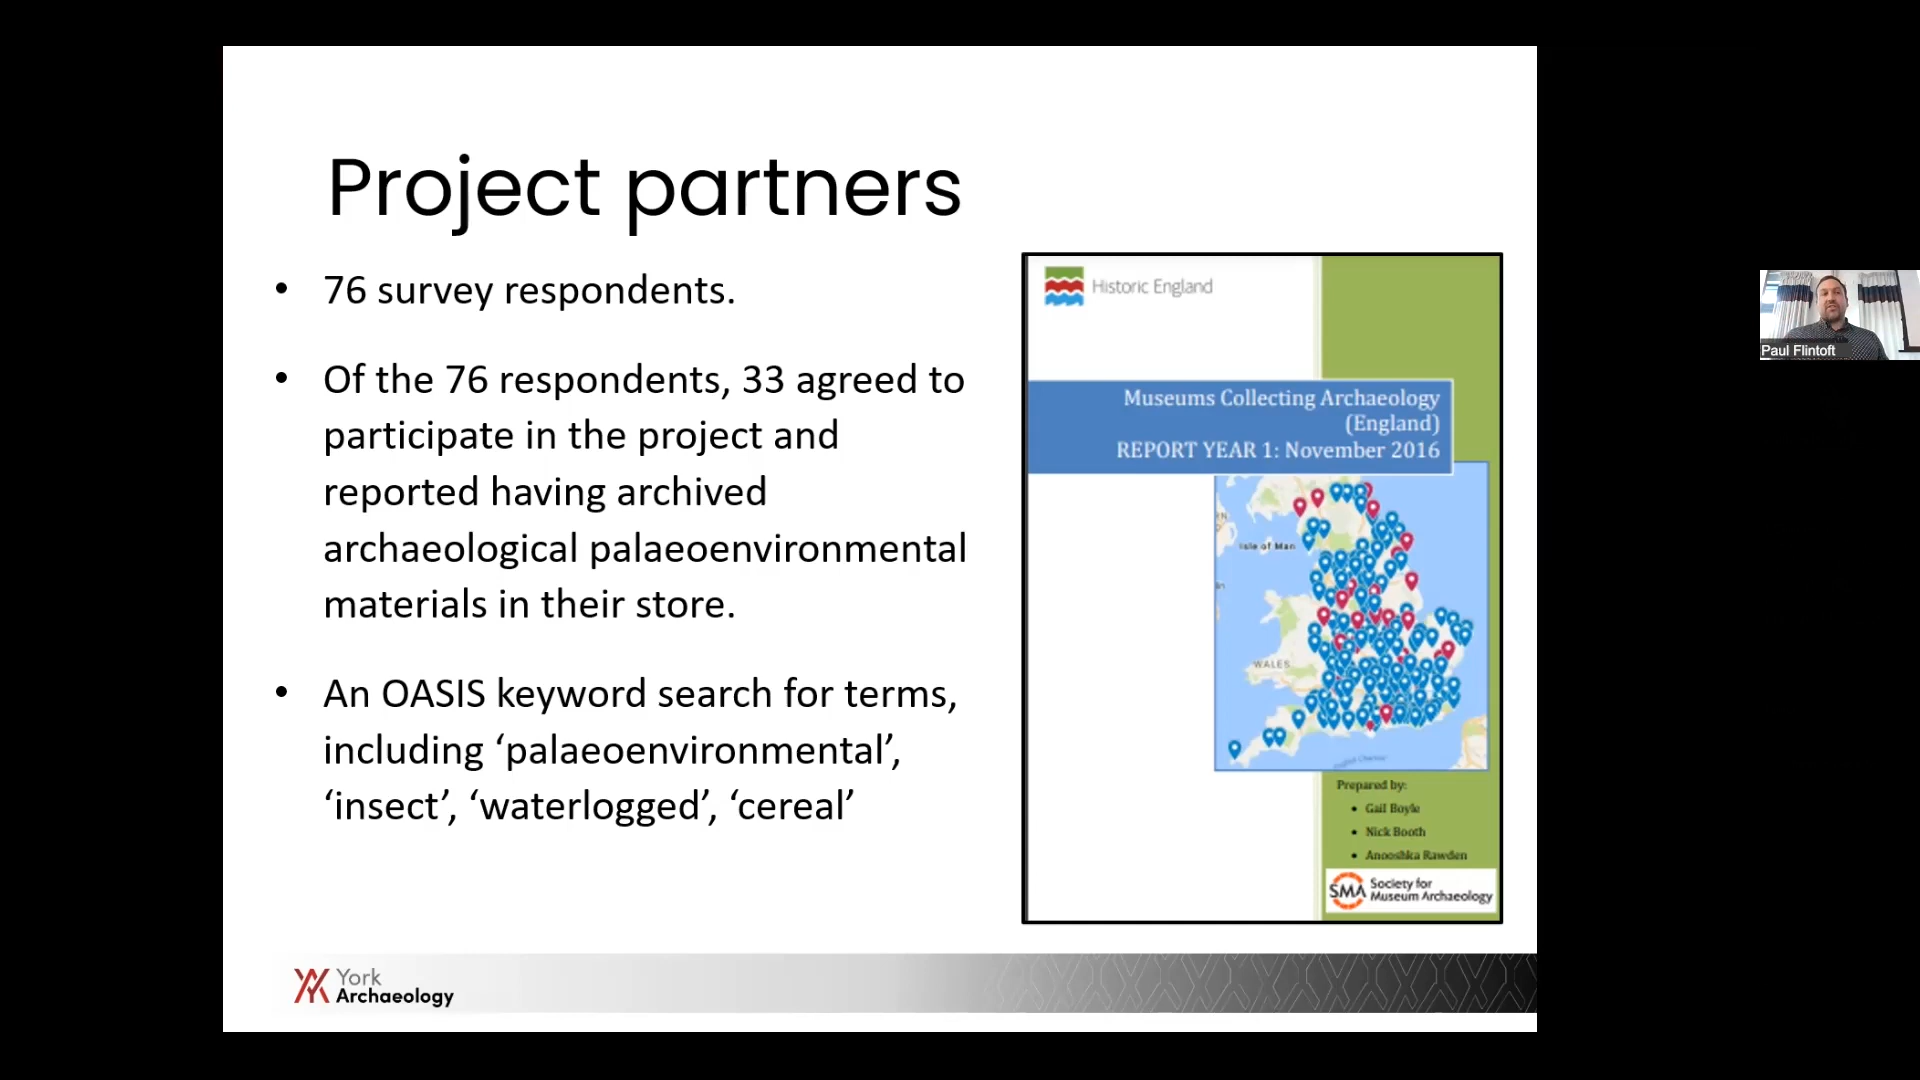 Project partners
• 76 survey respondents.
• Of the 76 respondents, 33 agreed to
participate in the project and
reported having archived
archaeological palaeoenvironmental
materials in their store.
• An OASIS keyword search for terms,
including ‘palaeoenvironmental’,
‘insect’, ‘waterlogged’, ‘cereal’
Historic England
Museums Collecting Archaeology
(England)
REPORT YEAR 1: November 2016
Isle of Man
WALES
English Channel
Prepared by:
• Gail Boyle
• Nick Booth
• Anooshka Rawden
SMA Society for
Museum Archaeology
York
Archaeology
Paul Flintoft